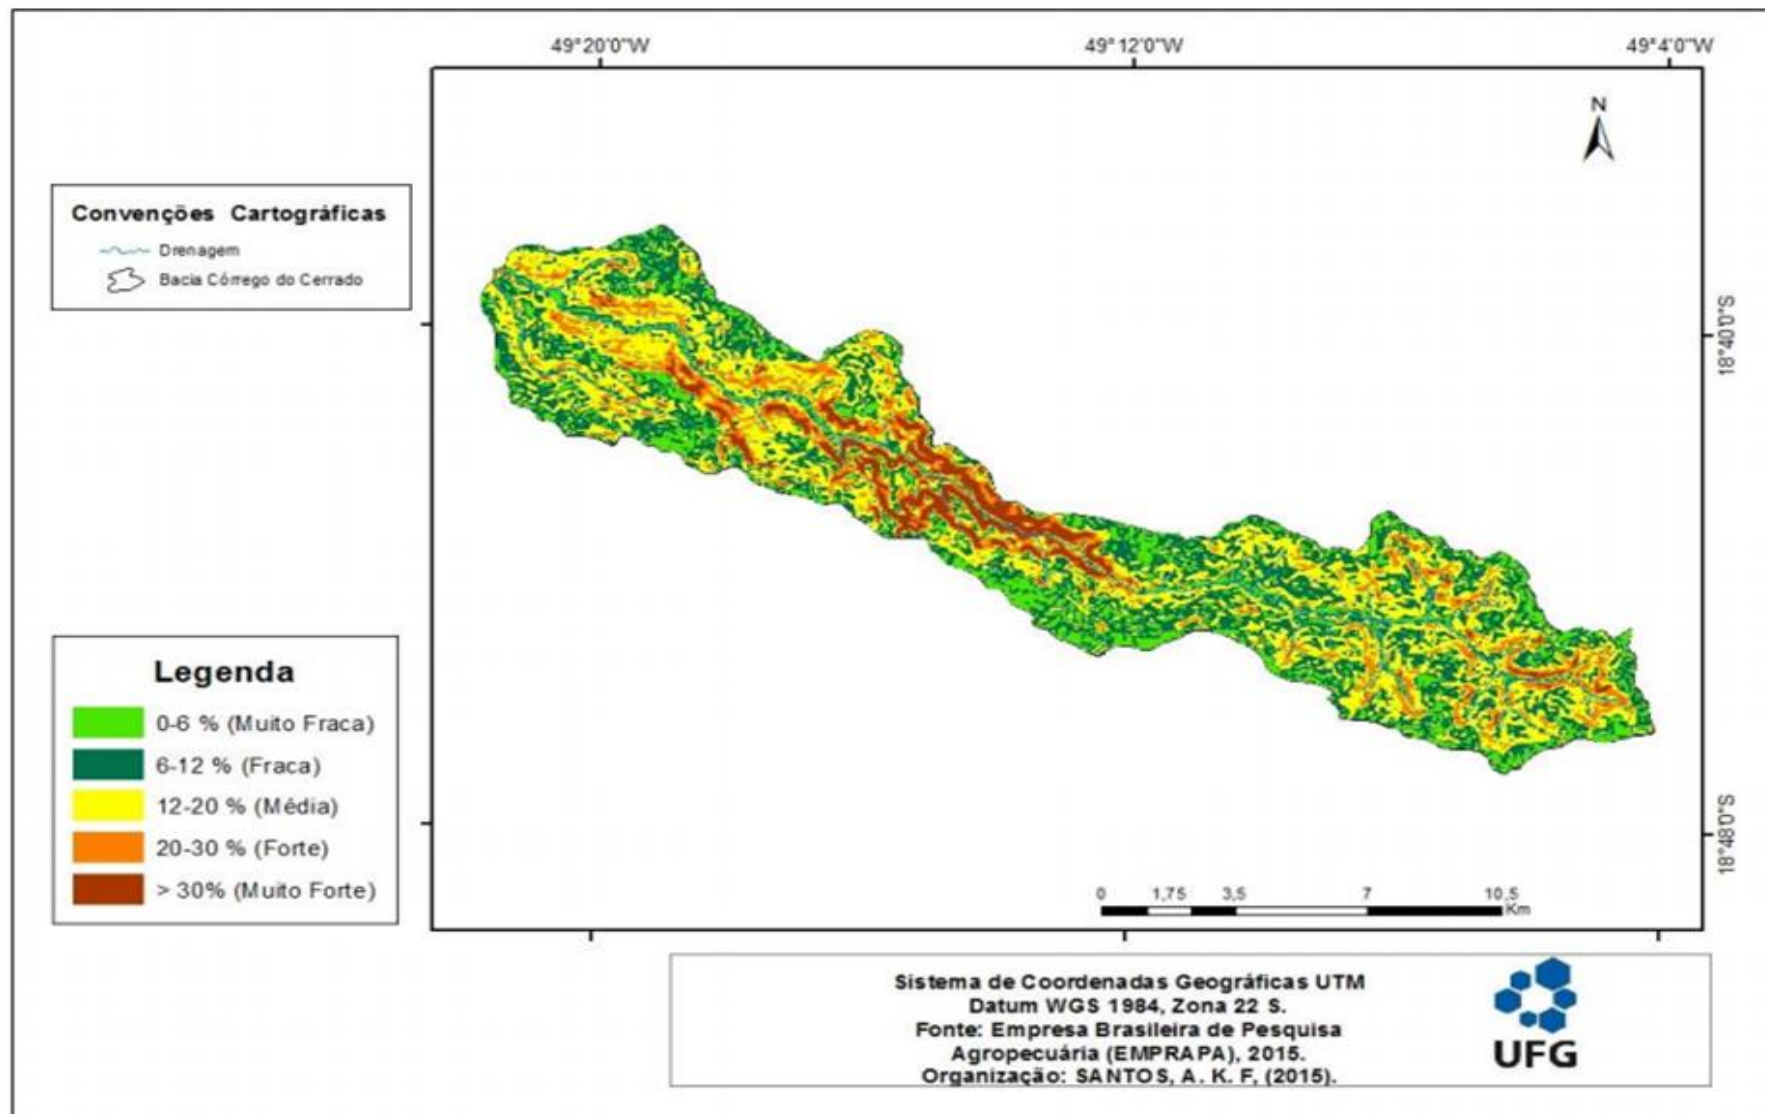 49°20'0"W
49°12'0"W
49°4'0"W
N
Convenções Cartográficas
Drenagem
Bacia Córrego do Cerrado
18°40'0"S
Legenda
0-6 % (Muito Fraca)
6-12 % (Fraca)
12-20 % (Média)
20-30 % (Forte)
> 30% (Muito Forte)
18°48'0"S
0 1,75 3,5 7 10,5
Km
Sistema de Coordenadas Geográficas UTM
Datum WGS 1984, Zona 22 S.
Fonte: Empresa Brasileira de Pesquisa
Agropecuária (EMPRAPA), 2015.
Organização: SANTOS, A. K. F, (2015).
UFG